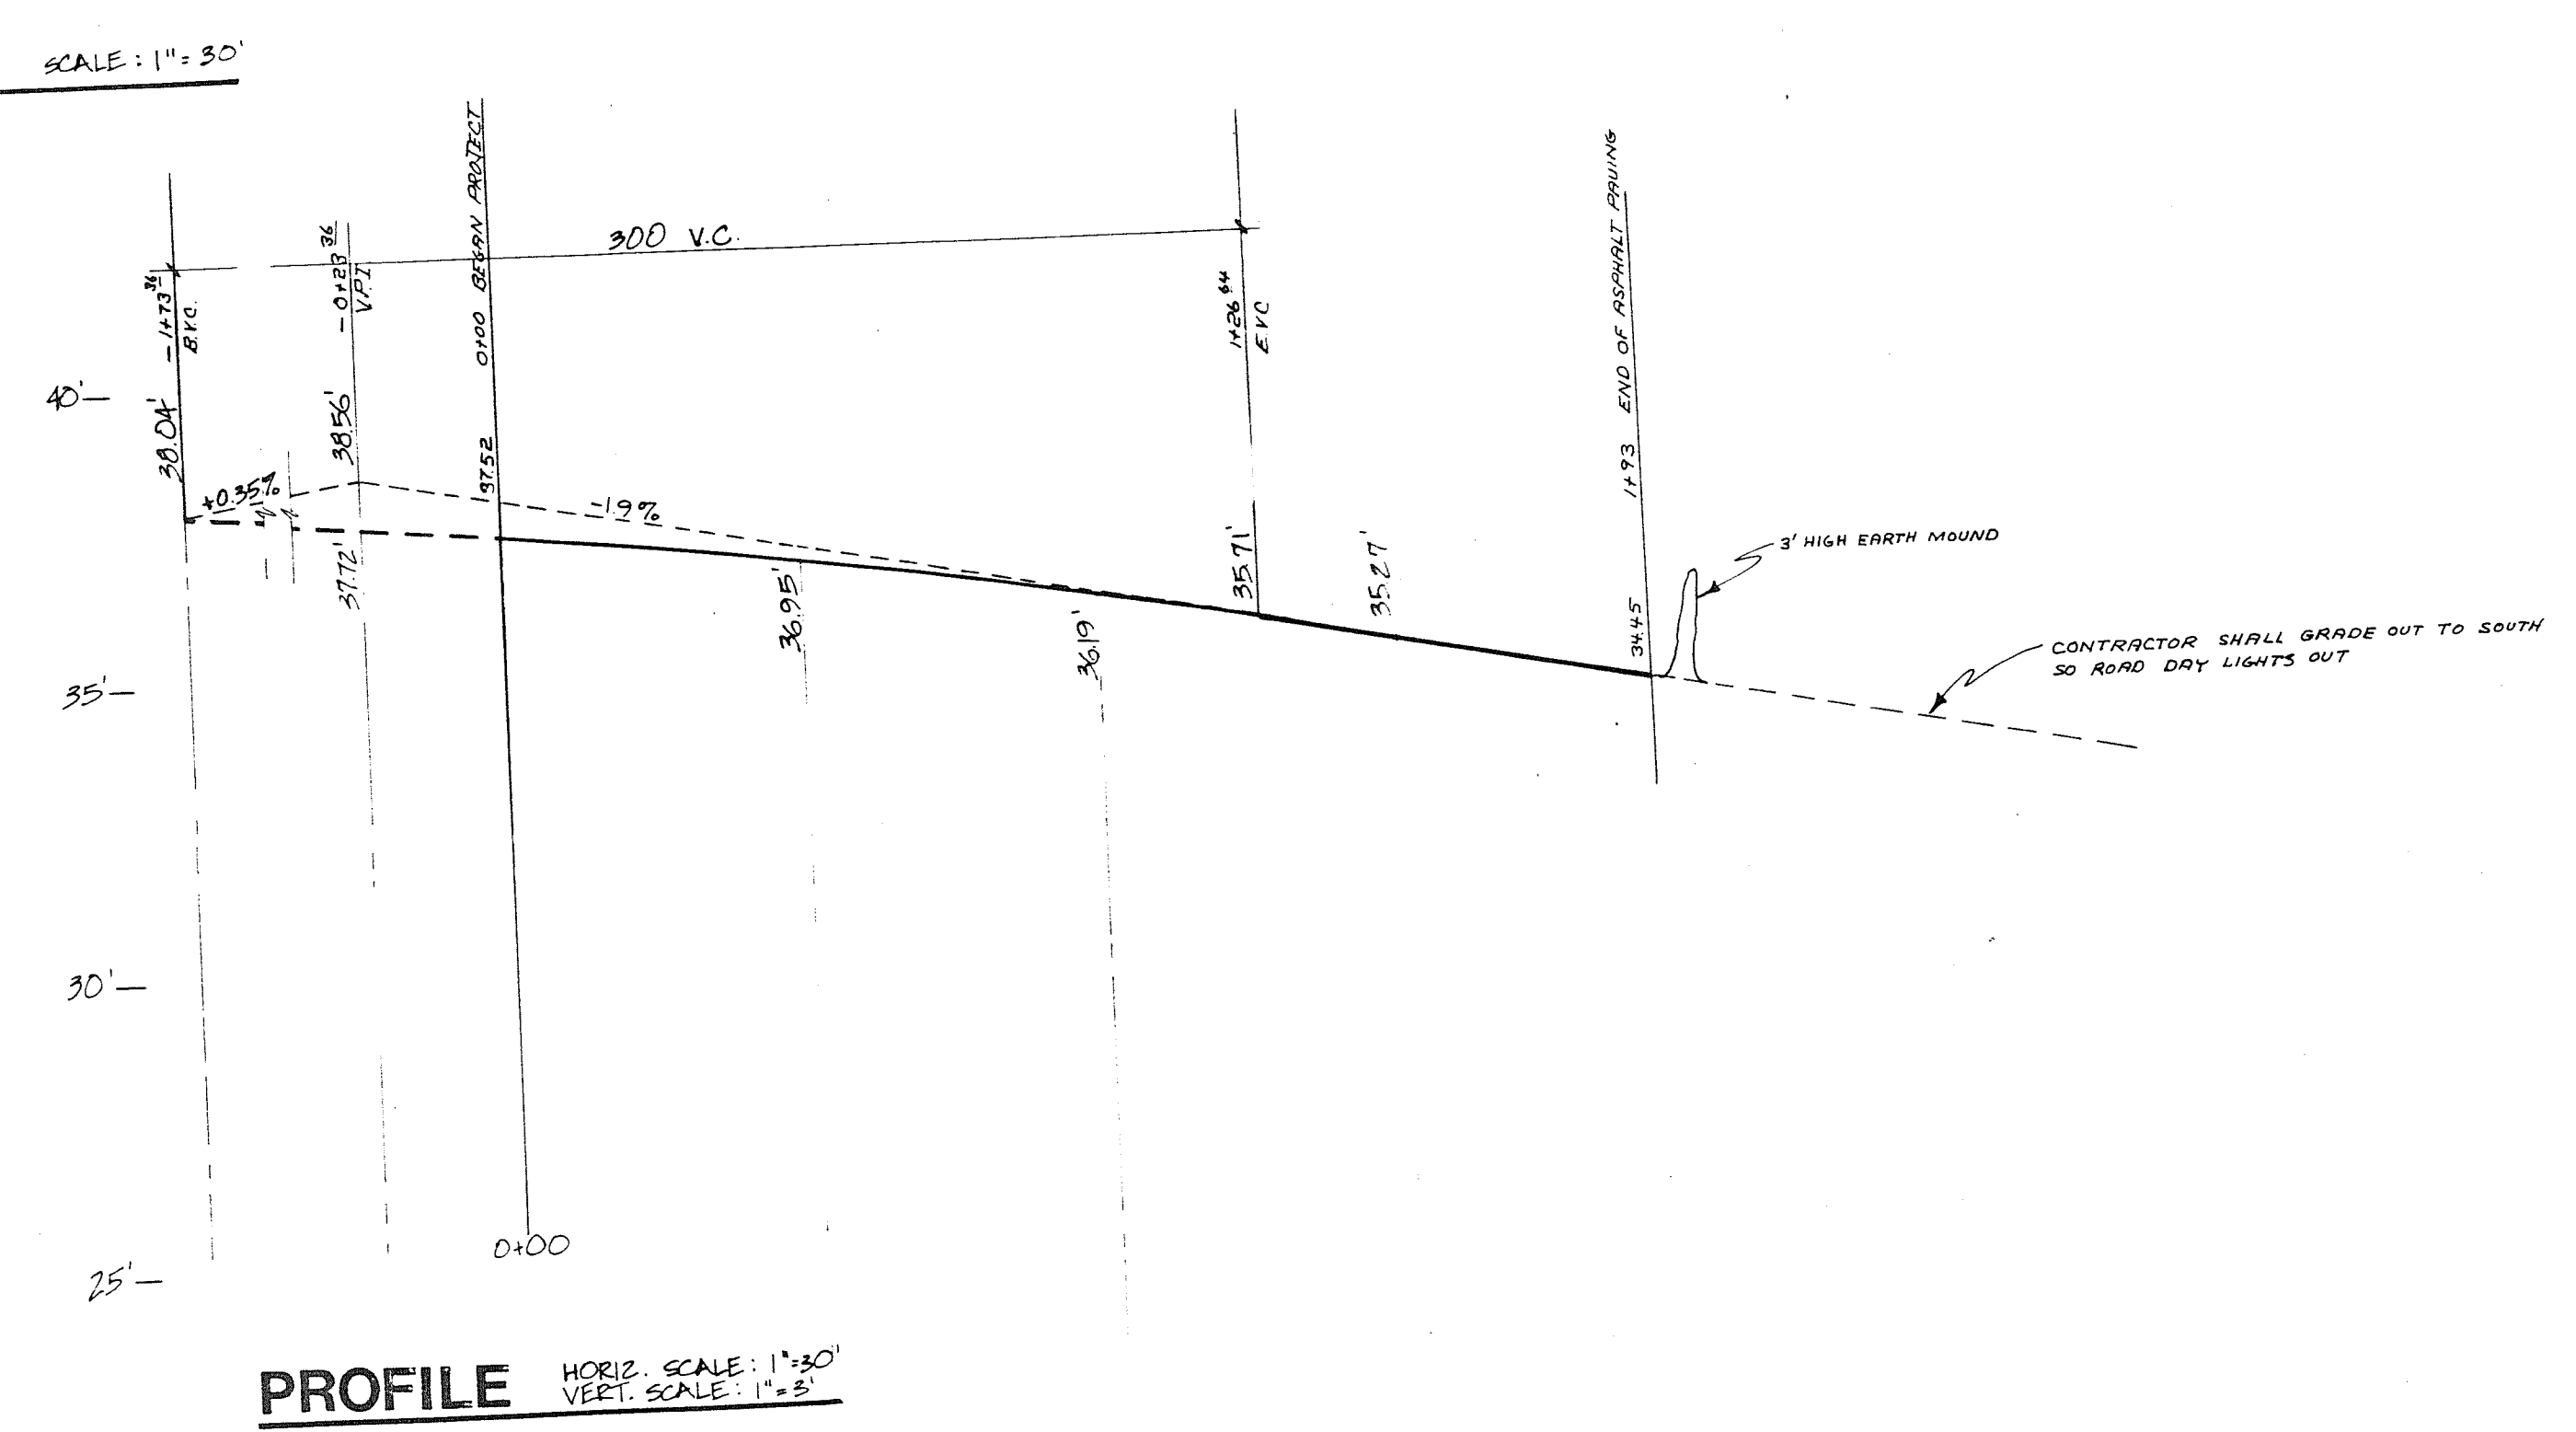 SCALE: 1"=30'
0+00 BEGAN PROJECT
1+93 END OF ASPHALT PAVING
300 V.C.
-1+73 36
B.V.C.
-0+23 36
V.P.I
1+26 64
E.V.C
40'
38.04'
38.56'
37.52
+0.35%
-1.9%
37.72'
36.95'
36.19'
35.71'
35.27'
34.45
3' HIGH EARTH MOUND
CONTRACTOR SHALL GRADE OUT TO SOUTH
SO ROAD DAY LIGHTS OUT
35'
30'
25'
0+00
PROFILE
HORIZ. SCALE: 1"=30'
VERT. SCALE: 1"=3'